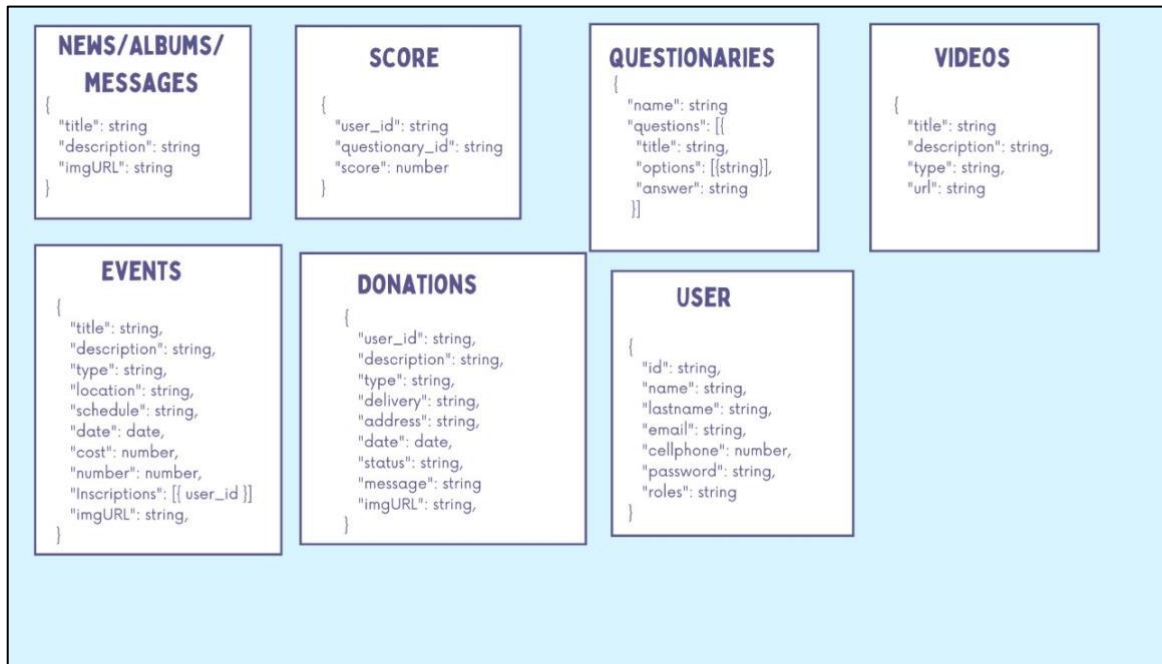 NEWS/ALBUMS/
MESSAGES
{
"title": string
"description": string
"imgURL": string
}
SCORE
{
"user_id": string
"questionary_id": string
"score": number
}
QUESTIONARIES
{
"name": string
"questions": [{
"title": string,
"options": [{string}],
"answer": string
}]
VIDEOS
{
"title": string
"description": string,
"type": string,
"url": string
EVENTS
{
"title": string,
"description": string,
"type": string,
"location": string,
"schedule": string,
"date": date,
"cost": number,
"number": number,
"Inscriptions": [{ user_id }]
"imgURL": string,
}
DONATIONS
{
"user_id": string,
"description": string,
"type": string,
"delivery": string,
"address": string,
"date": date,
"status": string,
"message": string
"imgURL": string,
}
USER
{
"id": string,
"name": string,
"lastname": string,
"email": string,
"cellphone": number,
"password": string,
"roles": string
}